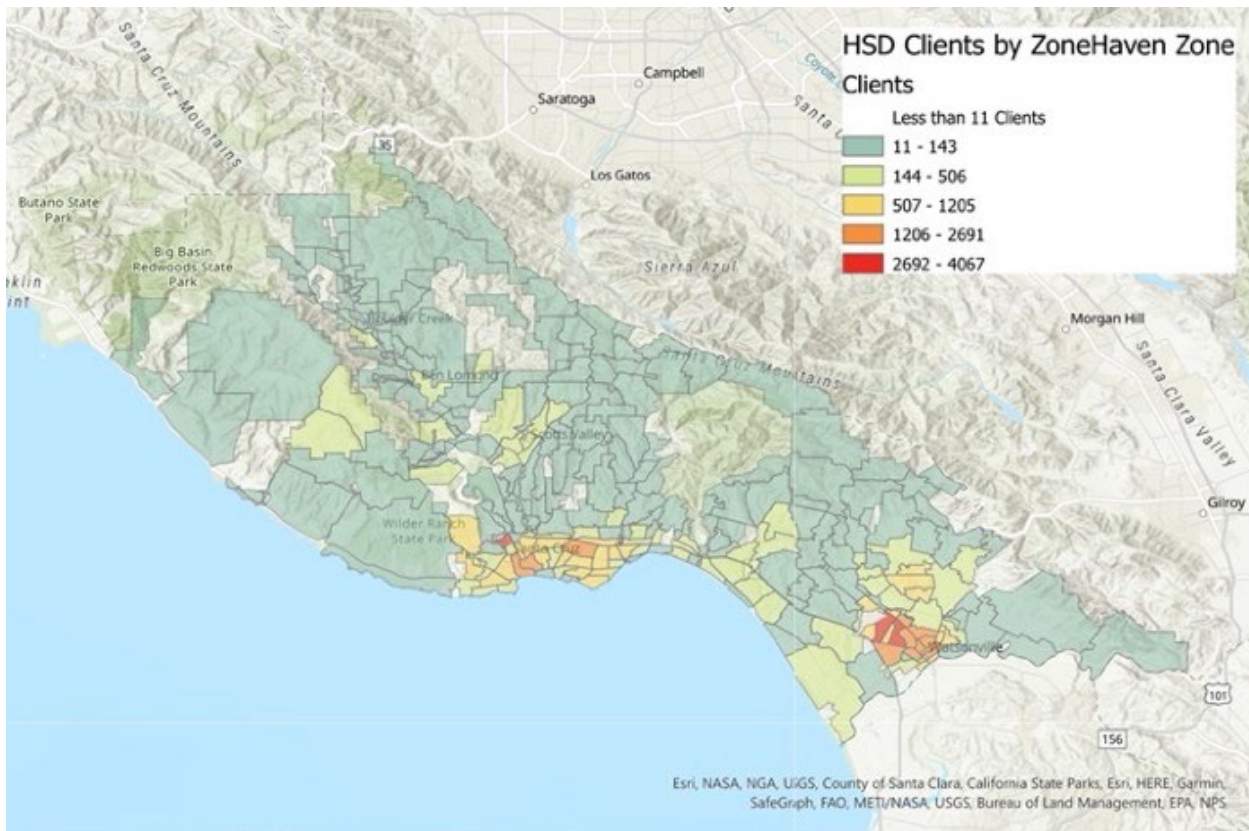 HSD Clients by ZoneHaven Zone
Clients
Less than 11 Clients
11 - 143
144 - 506
507 - 1205
1206 - 2691
2692 - 4067
Santa Cruz Mountains
Campbell
Saratoga
Coyote
Santa C
35
Los Gatos
Butano State
Park
Big Basin
Redwoods State
Park
Sierra Azul
klin
int
Morgan Hill
Creek
Santa Cruz Mountains
Santa Clara Valley
Ben Lomond
Scotts Valley
Gilroy
Wilder Ranch
State Park
Cruz
Watsonville
101
156
Esri, NASA, NGA, USGS, County of Santa Clara, California State Parks, Esri, HERE, Garmin,
SafeGraph, FAO, METI/NASA, USGS, Bureau of Land Management, EPA, NPS